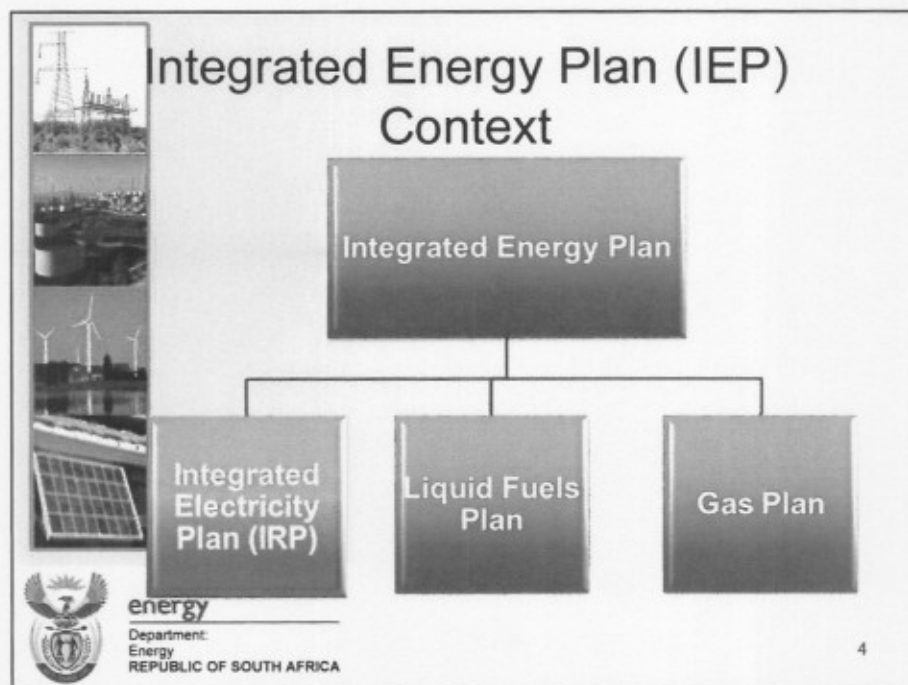 Integrated Energy Plan (IEP)
Context
Integrated Energy Plan
Integrated
Electricity
Plan (IRP)
Liquid Fuels
Plan
Gas Plan
energy
Department:
Energy
REPUBLIC OF SOUTH AFRICA
4